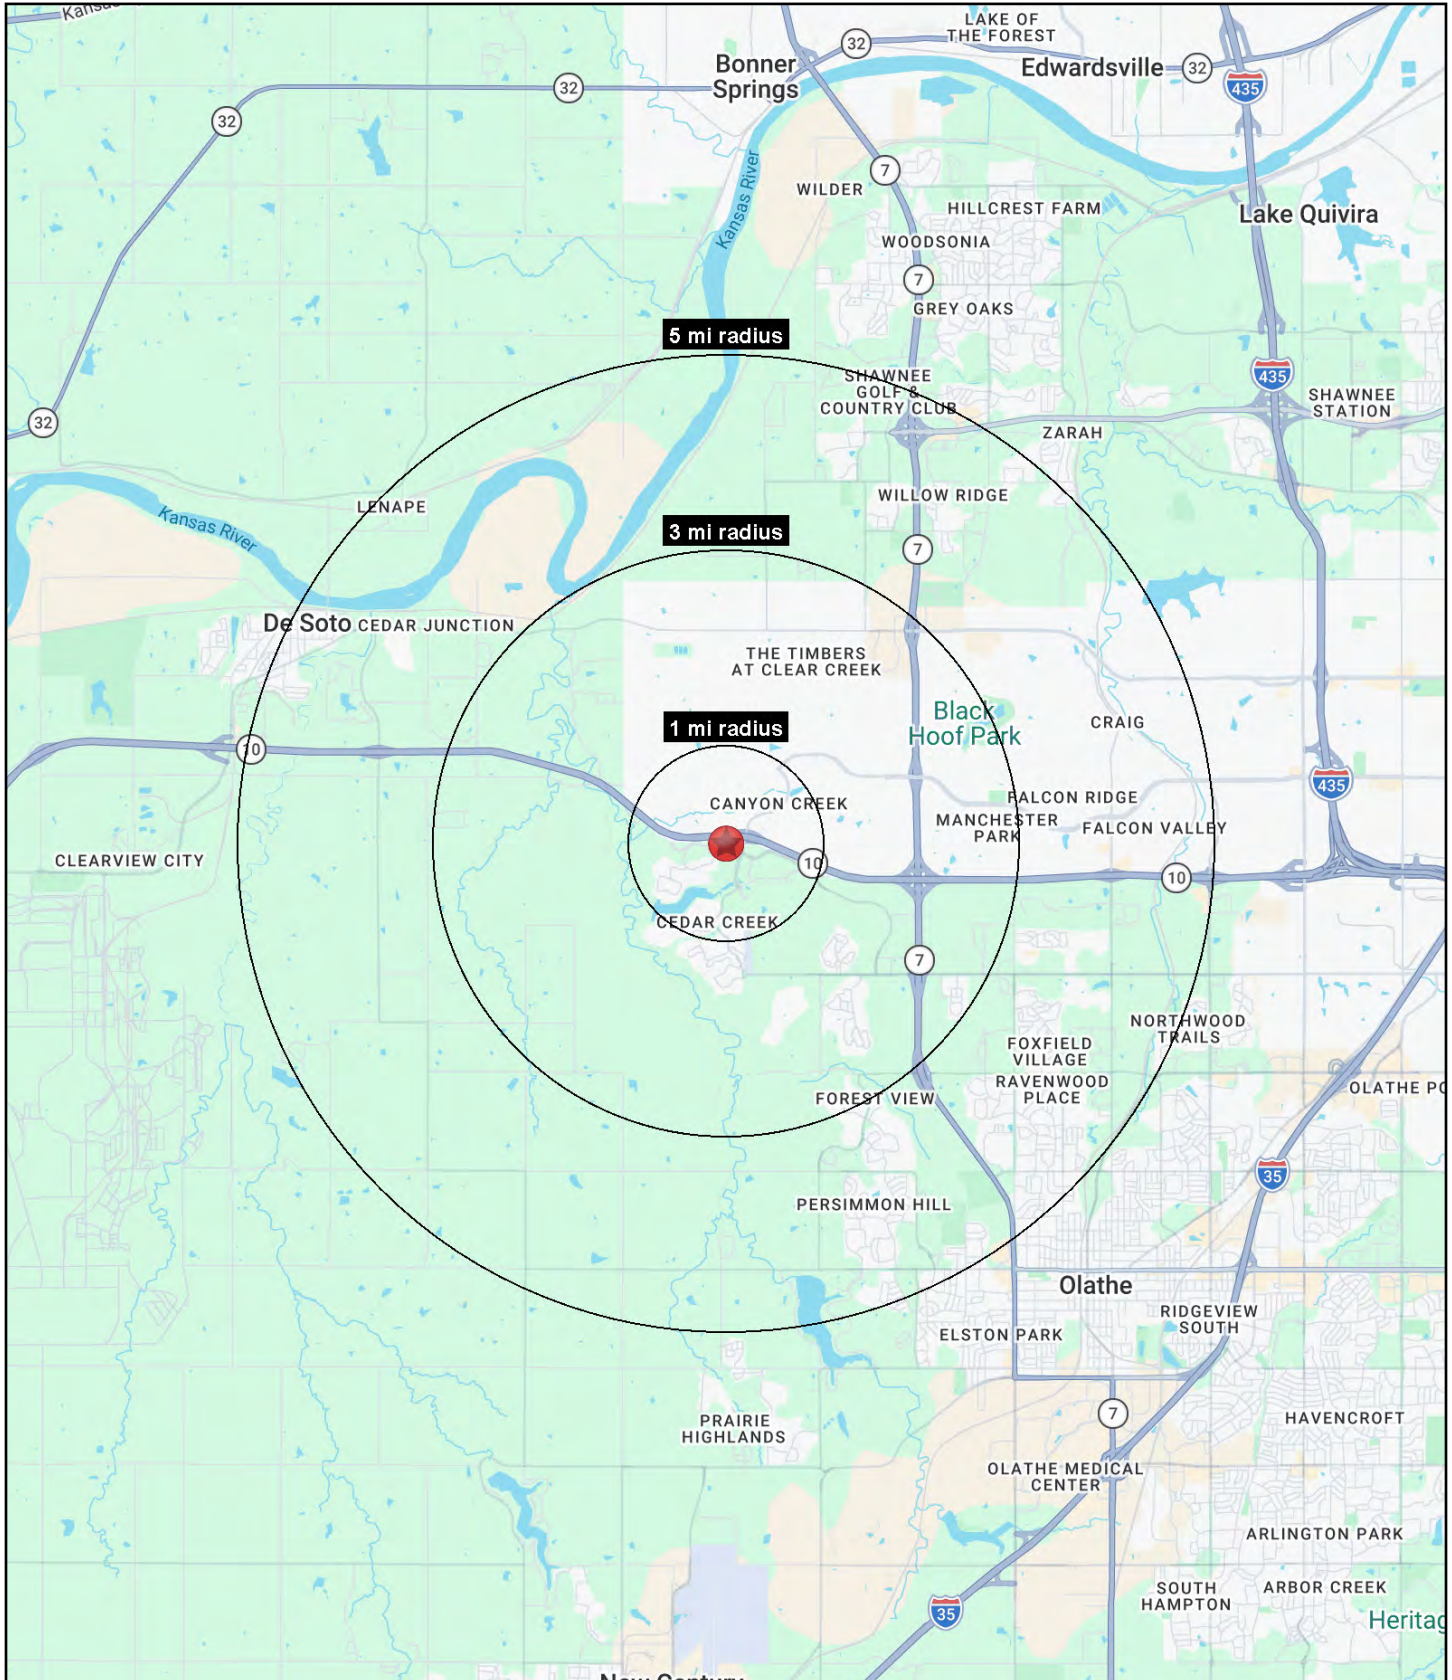 Kansas
LAKE OF
THE FOREST
32
Bonner
Springs
Edwardsville
32
32
435
32
7
Kansas River
WILDER
HILLCREST FARM
Lake Quivira
WOODSONIA
7
GREY OAKS
5 mi radius
SHAWNEE
GOLF &
COUNTRY CLUB
435
SHAWNEE
STATION
32
ZARAH
LENAPE
WILLOW RIDGE
Kansas River
3 mi radius
7
De Soto
CEDAR JUNCTION
THE TIMBERS
AT CLEAR CREEK
Black
Hoof Park
CRAIG
1 mi radius
10
435
FALCON RIDGE
CANYON CREEK
MANCHESTER
PARK
FALCON VALLEY
CLEARVIEW CITY
10
10
CEDAR CREEK
7
NORTHWOOD
TRAILS
FOXFIELD
VILLAGE
RAVENWOOD
PLACE
OLATHE PO
FOREST VIEW
35
PERSIMMON HILL
Olathe
RIDGEVIEW
SOUTH
ELSTON PARK
7
HAVENCROFT
PRAIRIE
HIGHLANDS
OLATHE MEDICAL
CENTER
ARLINGTON PARK
SOUTH
HAMPTON
ARBOR CREEK
35
Heritag
New Century